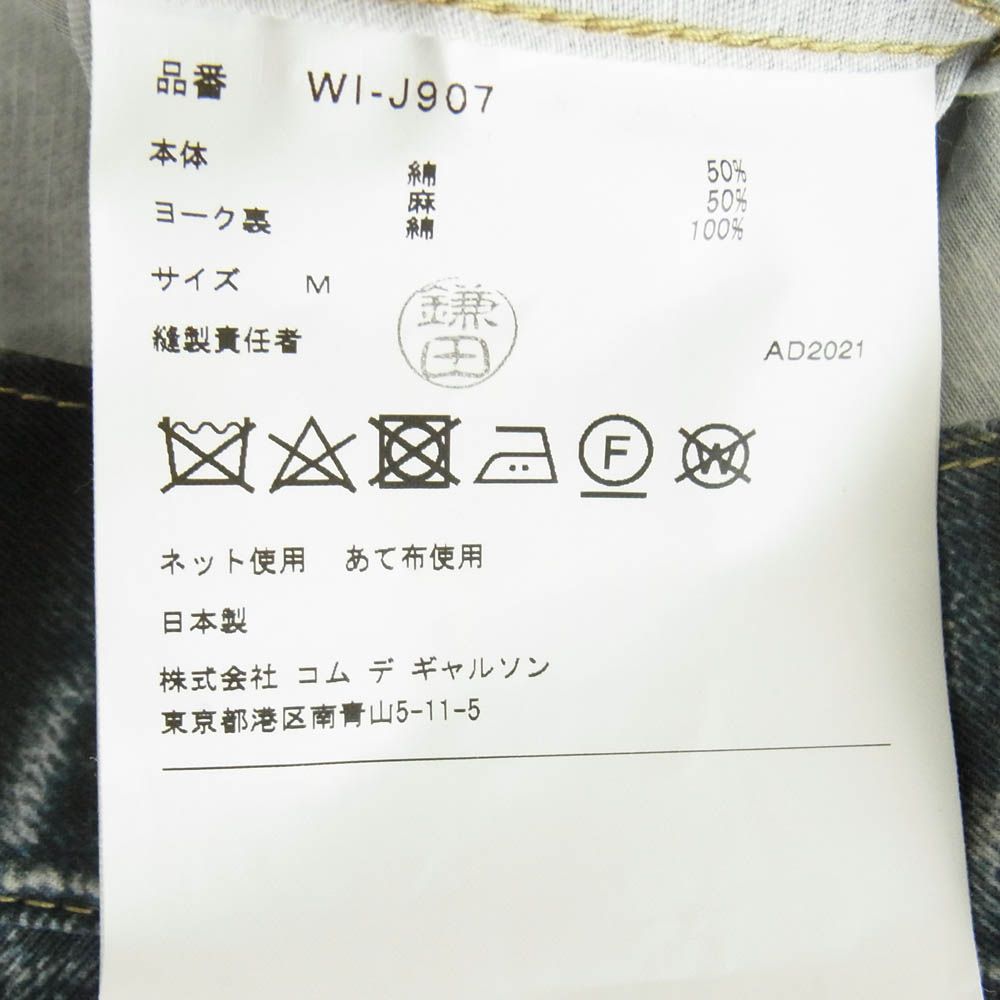 品番 WI-J907
本体 綿 50%
麻 50%
ヨーク裏 綿 100%
サイズ M
鎌田
縫製責任者 AD2021
F W
ネット使用 あて布使用
日本製
株式会社 コム デ ギャルソン
東京都港区南青山5-11-5